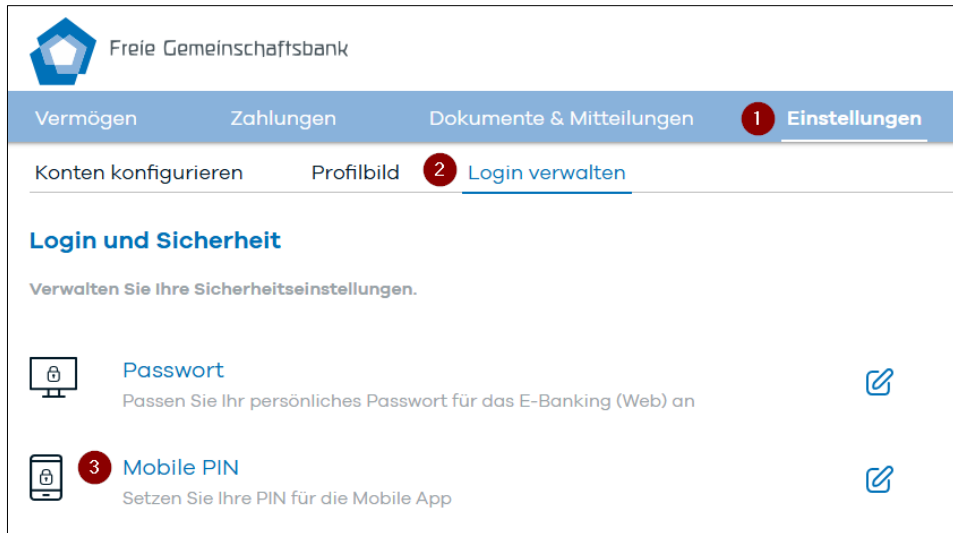 Freie Gemeinschaftsbank
Vermögen Zahlungen Dokumente & Mitteilungen 1 Einstellungen
Konten konfigurieren Profilbild 2 Login verwalten
Login und Sicherheit
Verwalten Sie Ihre Sicherheitseinstellungen.
Passwort
Passen Sie Ihr persönliches Passwort für das E-Banking (Web) an
3 Mobile PIN
Setzen Sie Ihre PIN für die Mobile App